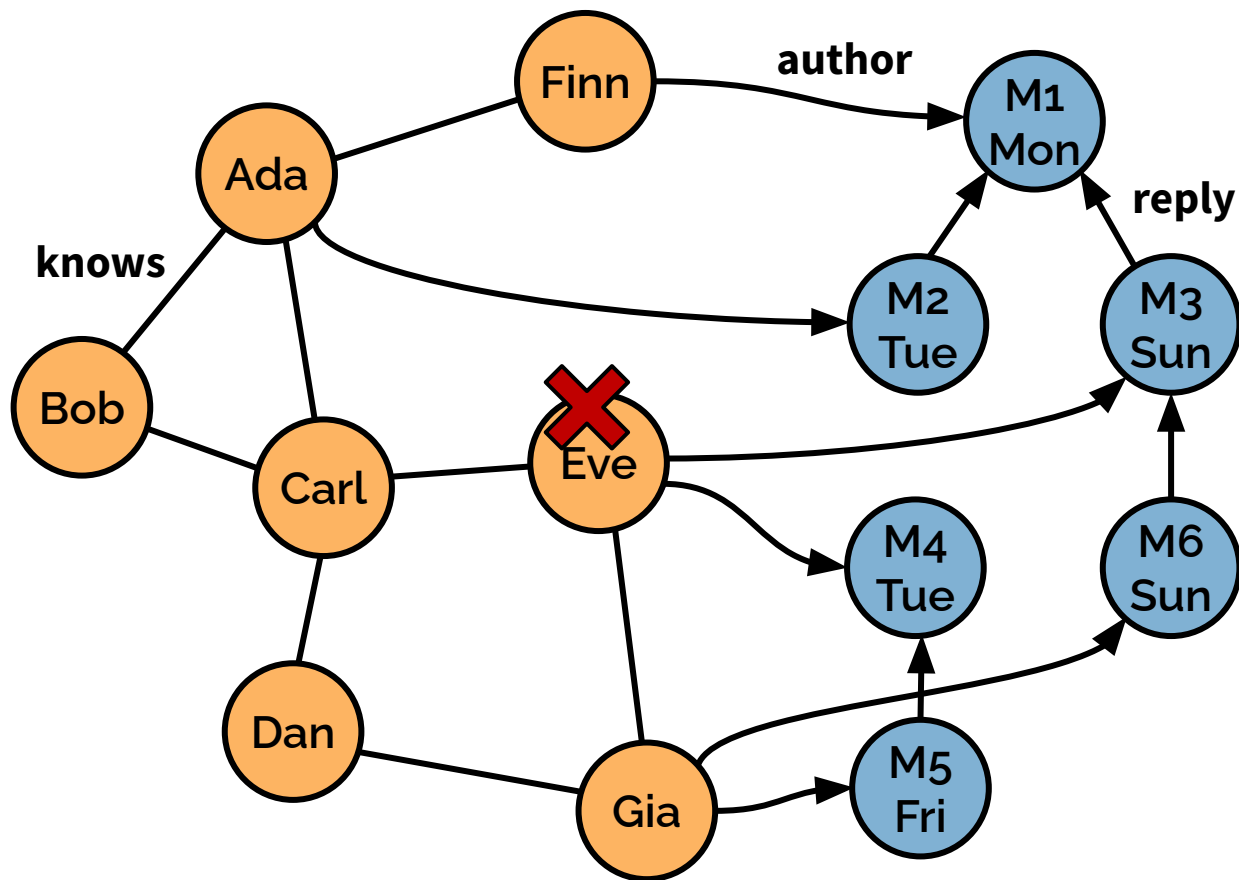 Finn
author
M1
Mon
Ada
reply
knows
M2
Tue
M3
Sun
Bob
Eve
Carl
M4
Tue
M6
Sun
Dan
M5
Fri
Gia